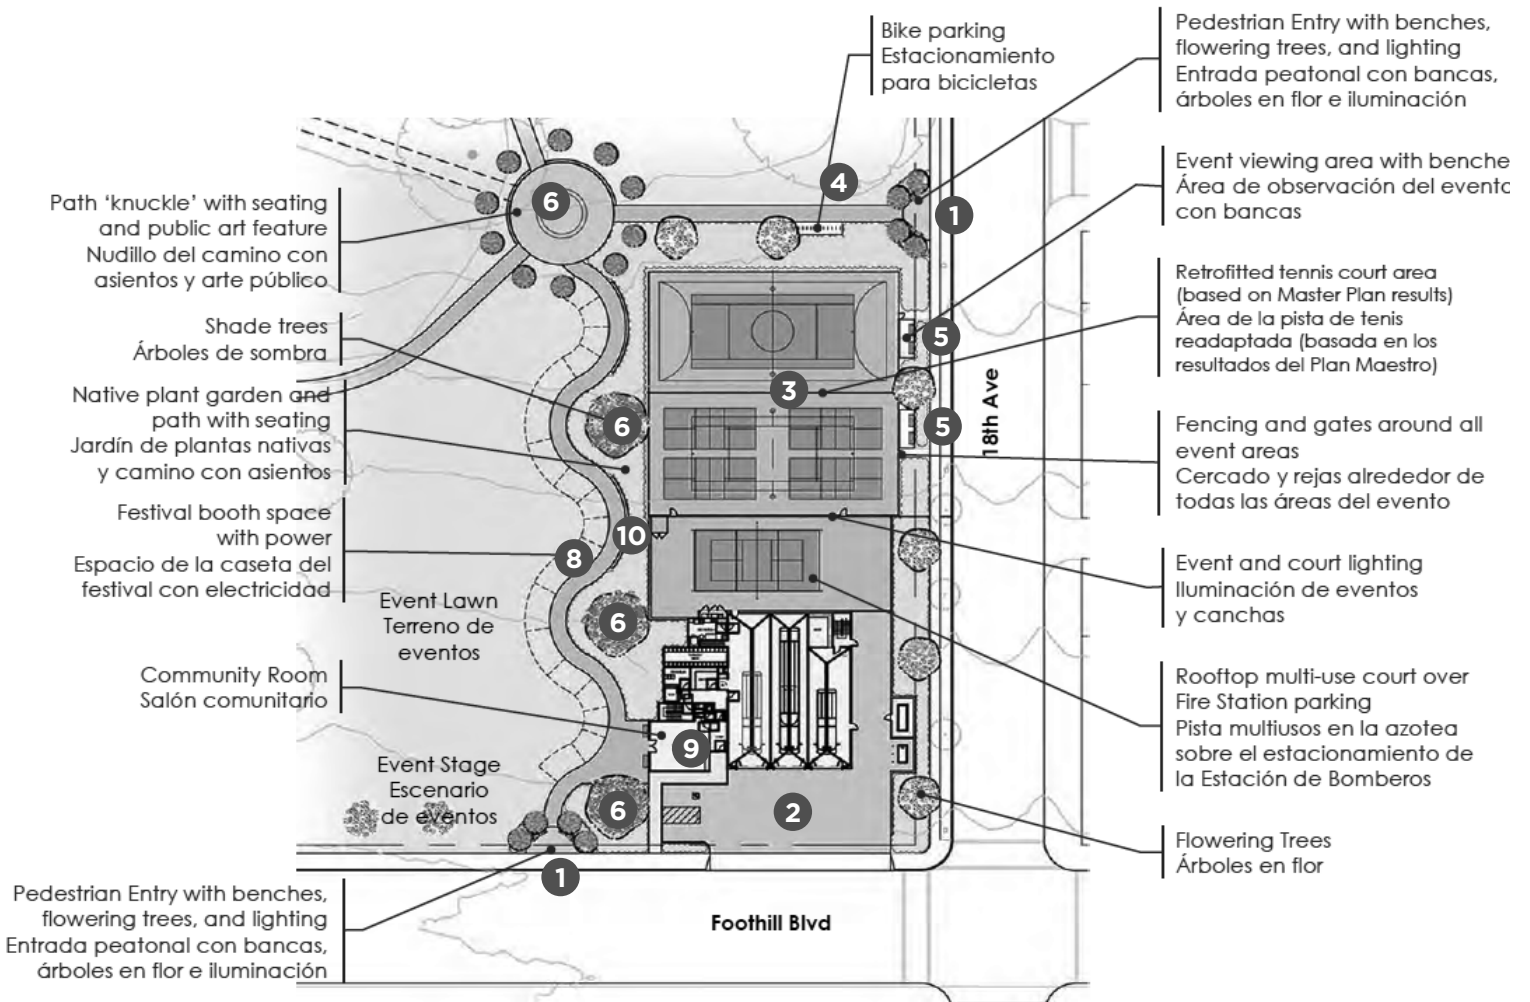 Bike parking
Estacionamiento
para bicicletas
Pedestrian Entry with benches,
flowering trees, and lighting
Entrada peatonal con bancas,
árboles en flor e iluminación
Event viewing area with benche
Área de observación del evento
con bancas
Retrofitted tennis court area
(based on Master Plan results)
Área de la pista de tenis
readaptada (basada en los
resultados del Plan Maestro)
Fencing and gates around all
event areas
Cercado y rejas alrededor de
todas las áreas del evento
Event and court lighting
Iluminación de eventos
y canchas
Rooftop multi-use court over
Fire Station parking
Pista multiusos en la azotea
sobre el estacionamiento de
la Estación de Bomberos
Flowering Trees
Árboles en flor
Path ‘knuckle’ with seating
and public art feature
Nudillo del camino con
asientos y arte público
Shade trees
Árboles de sombra
Native plant garden and
path with seating
Jardín de plantas nativas
y camino con asientos
Festival booth space
with power
Espacio de la caseta del
festival con electricidad
Community Room
Salón comunitario
Pedestrian Entry with benches,
flowering trees, and lighting
Entrada peatonal con bancas,
árboles en flor e iluminación
Event Lawn
Terreno de
eventos
Event Stage
Escenario
de eventos
6
4
1
5
3
6
5
10
8
6
9
6
2
1
18th Ave
Foothill Blvd